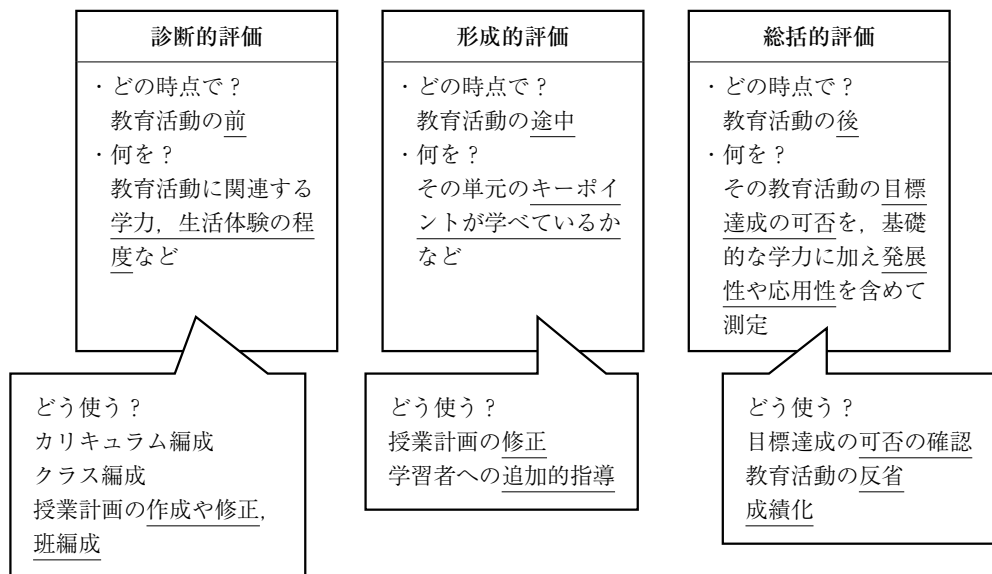 診断的評価
・どの時点で？
教育活動の前
・何を？
教育活動に関連する
学力，生活体験の程
度など
どう使う？
カリキュラム編成
クラス編成
授業計画の作成や修正，
班編成
形成的評価
・どの時点で？
教育活動の途中
・何を？
その単元のキーポイ
ントが学べているか
など
どう使う？
授業計画の修正
学習者への追加的指導
総括的評価
・どの時点で？
教育活動の後
・何を？
その教育活動の目標
達成の可否を，基礎
的な学力に加え発展
性や応用性を含めて
測定
どう使う？
目標達成の可否の確認
教育活動の反省
成績化